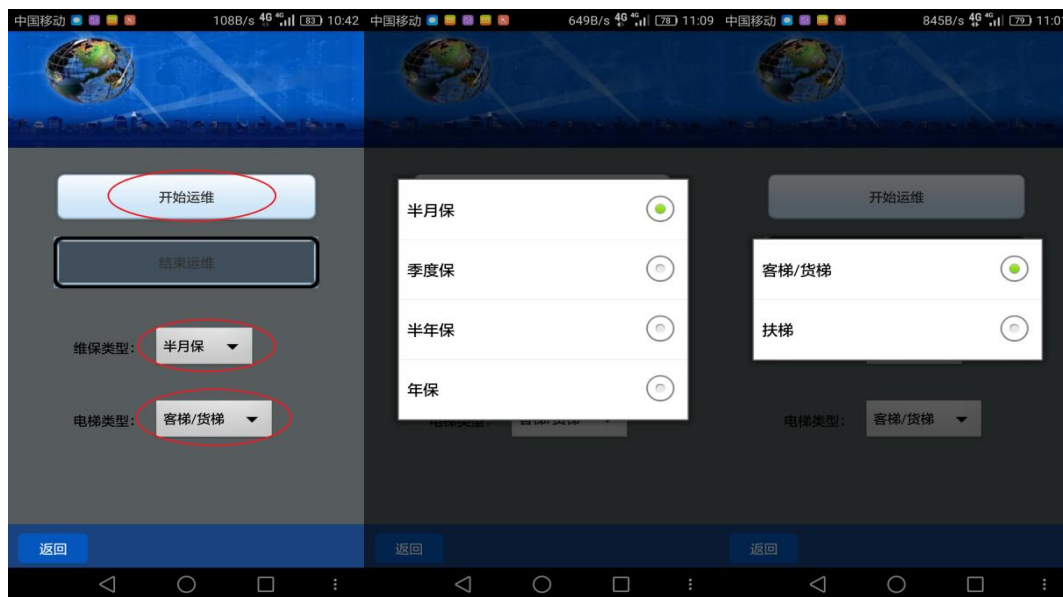 中国移动 108B/s 4G 4G 83 10:42
开始运维
结束运维
维保类型: 半月保
电梯类型: 客梯/货梯
返回
中国移动 649B/s 4G 4G 78 11:09
半月保
季度保
半年保
年保
电梯类型: 客梯/货梯
返回
中国移动 845B/s 4G 4G 79 11:0
开始运维
客梯/货梯
扶梯
电梯类型: 客梯/货梯
返回